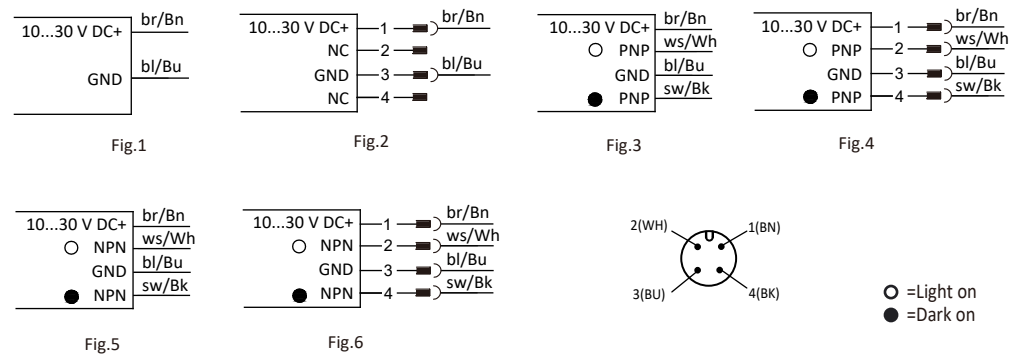 10...30 V DC+ br/Bn
GND bl/Bu
Fig.1
10...30 V DC+ 1 br/Bn
NC 2
GND 3 bl/Bu
NC 4
Fig.2
10...30 V DC+ br/Bn
PNP ws/Wh
GND bl/Bu
PNP sw/Bk
Fig.3
10...30 V DC+ 1 br/Bn
PNP 2 ws/Wh
GND 3 bl/Bu
PNP 4 sw/Bk
Fig.4
10...30 V DC+ br/Bn
NPN ws/Wh
GND bl/Bu
NPN sw/Bk
Fig.5
10...30 V DC+ 1 br/Bn
NPN 2 ws/Wh
GND 3 bl/Bu
NPN 4 sw/Bk
Fig.6
2(WH) 1(BN)
3(BU) 4(BK)
=Light on
=Dark on